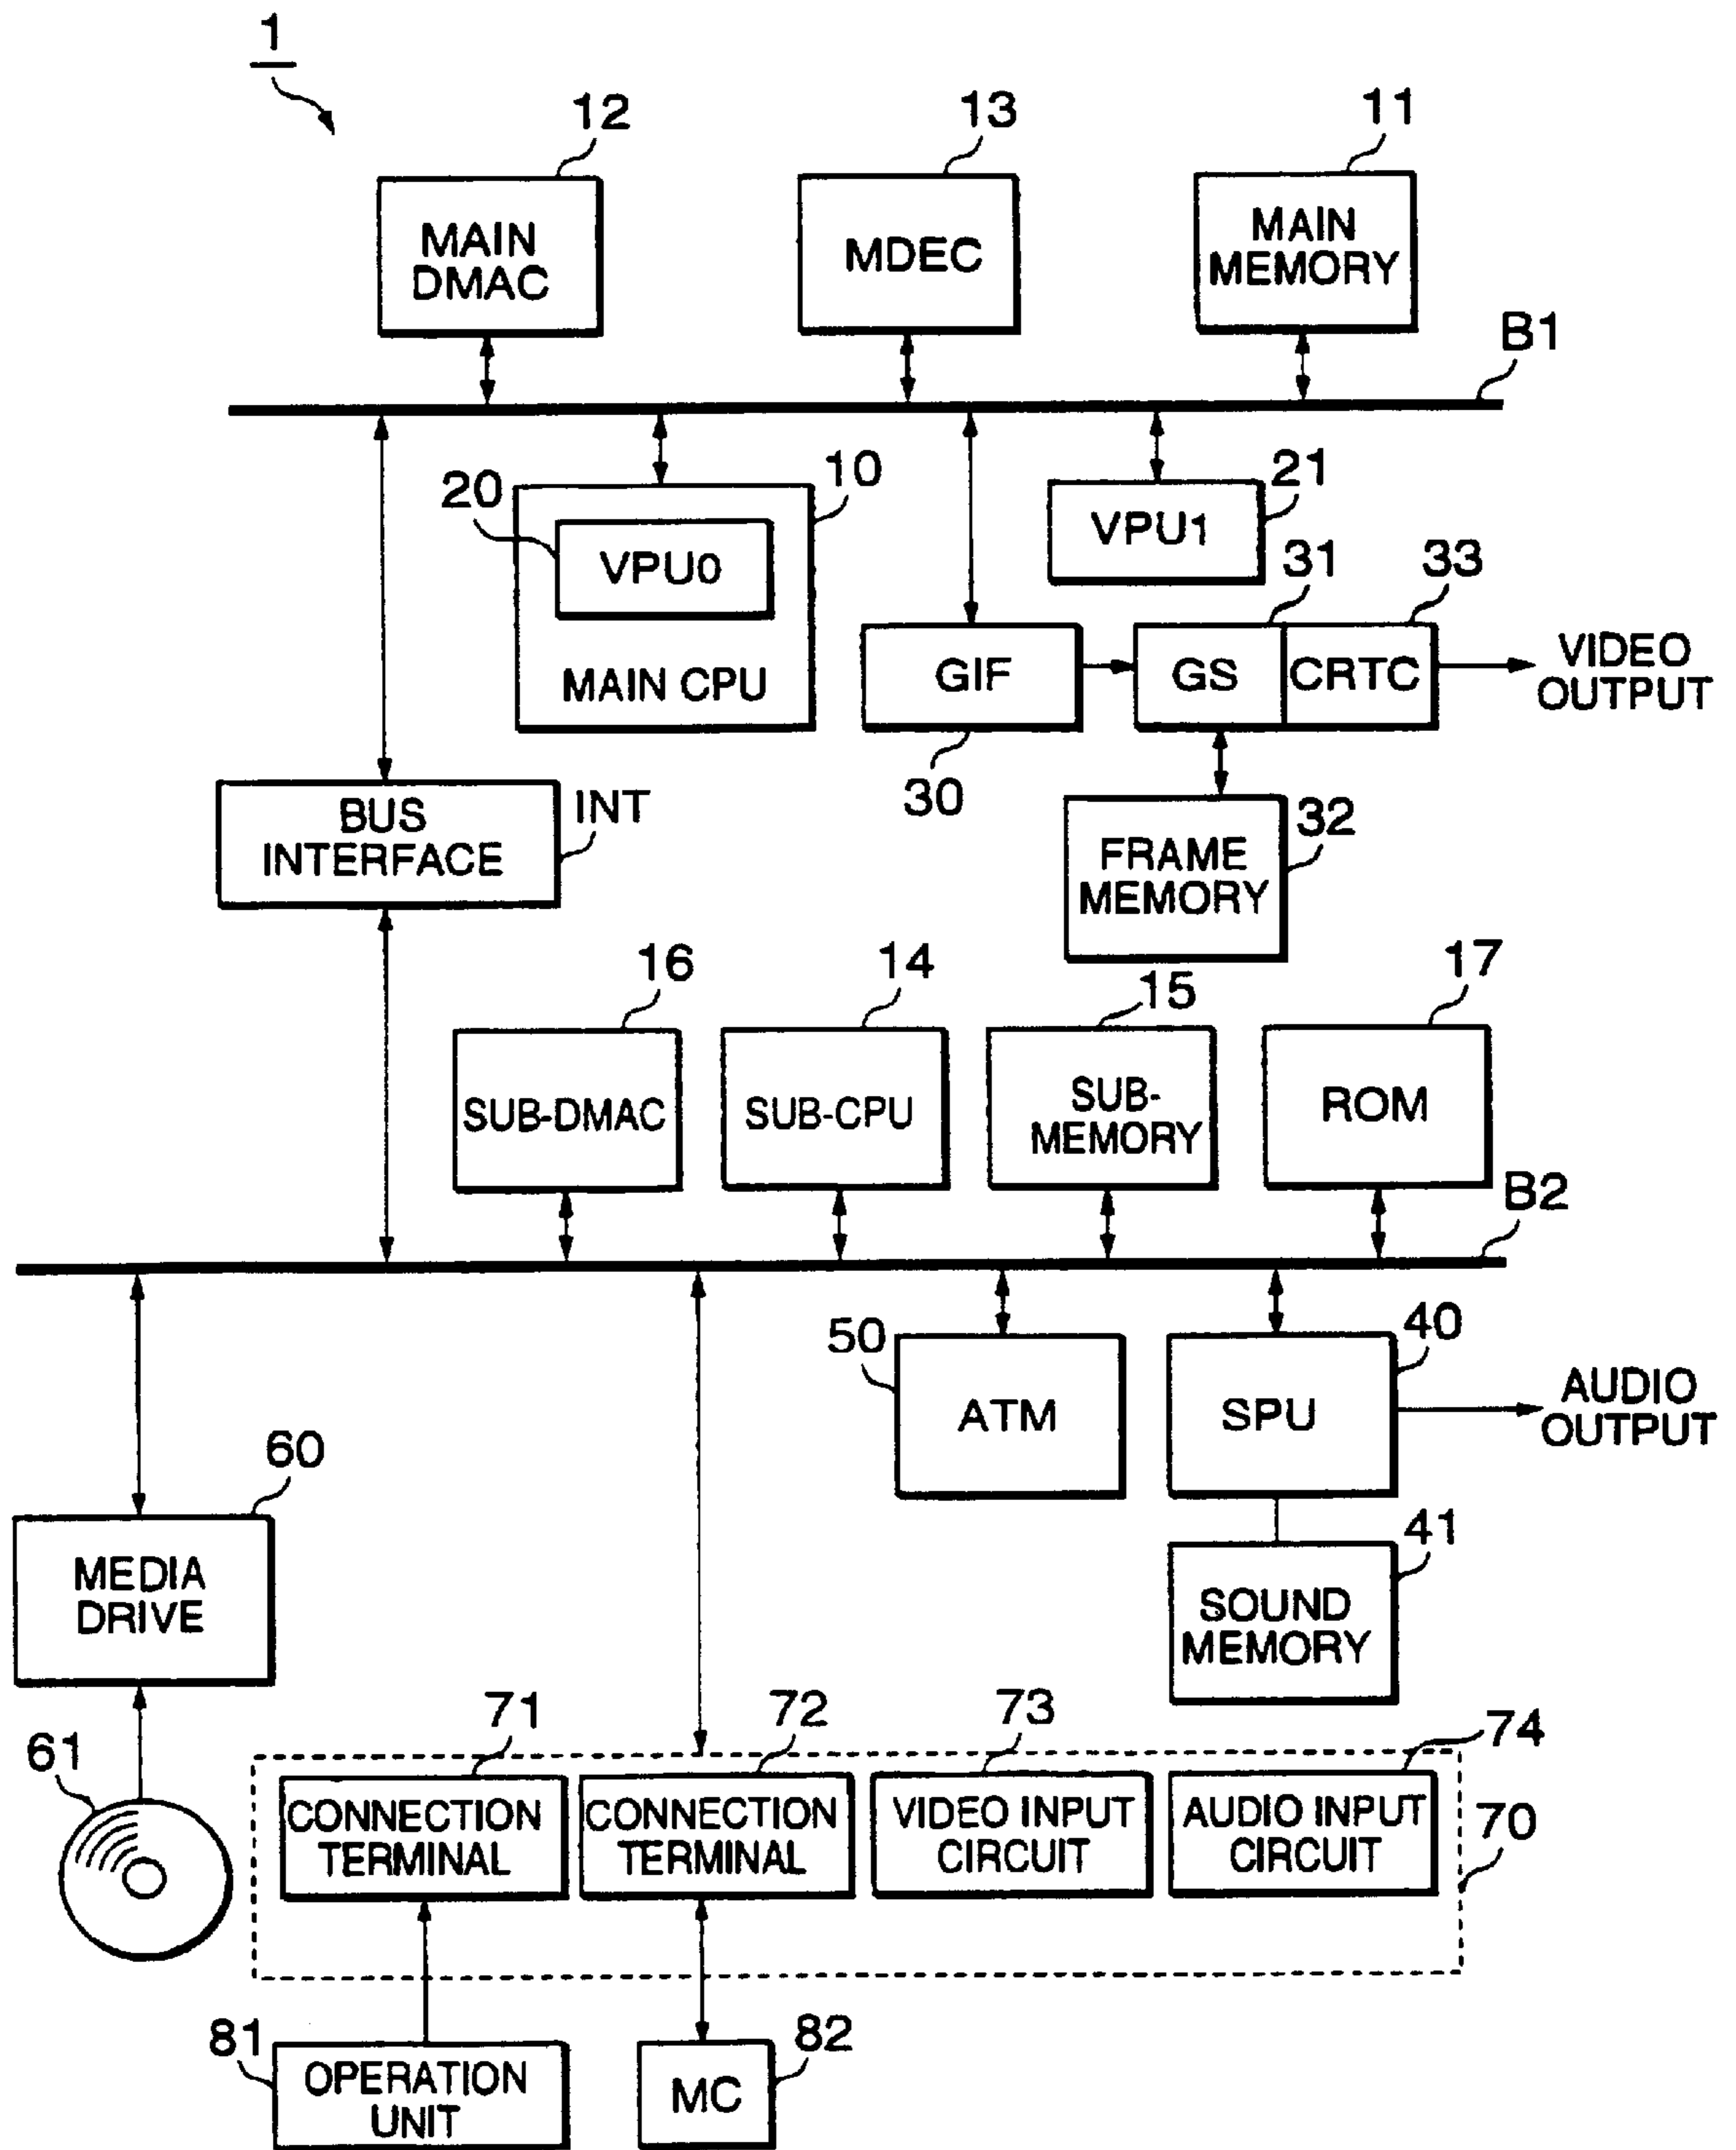 1
12
13
11
MAIN
DMAC
MDEC
MAIN
MEMORY
B1
20
10
21
VPU0
MAIN CPU
VPU1
31
33
GIF
GS
CRTC
VIDEO
OUTPUT
30
BUS
INTERFACE
INT
32
FRAME
MEMORY
16
14
15
17
SUB-DMAC
SUB-CPU
SUB-
MEMORY
ROM
B2
50
40
ATM
SPU
AUDIO
OUTPUT
60
MEDIA
DRIVE
41
SOUND
MEMORY
61
71
72
73
74
CONNECTION
TERMINAL
CONNECTION
TERMINAL
VIDEO INPUT
CIRCUIT
AUDIO INPUT
CIRCUIT
70
81
OPERATION
UNIT
82
MC